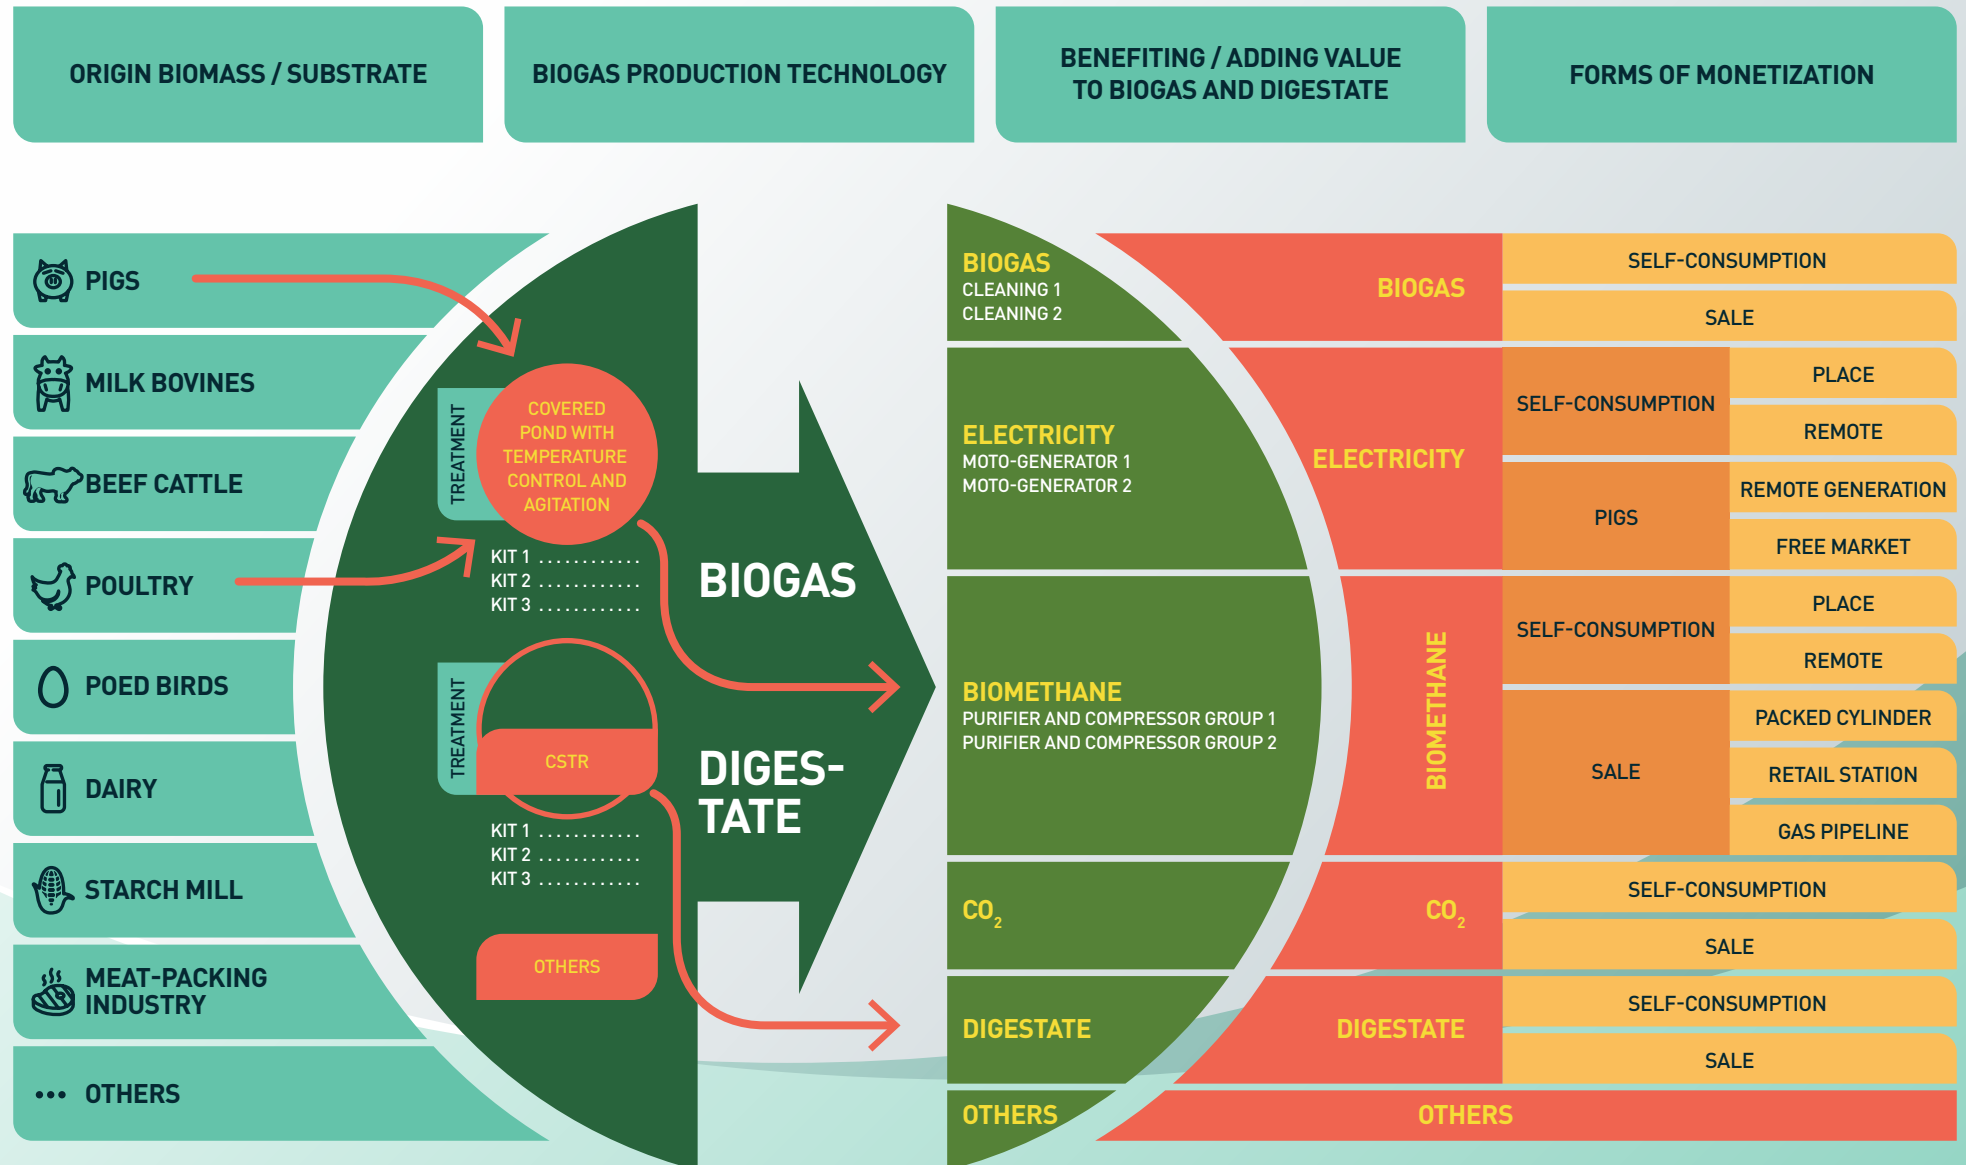 ORIGIN BIOMASS / SUBSTRATE
BIOGAS PRODUCTION TECHNOLOGY
BENEFITING / ADDING VALUE
TO BIOGAS AND DIGESTATE
FORMS OF MONETIZATION
PIGS
MILK BOVINES
BEEF CATTLE
POULTRY
POED BIRDS
DAIRY
STARCH MILL
MEAT-PACKING
INDUSTRY
... OTHERS
TREATMENT
COVERED
POND WITH
TEMPERATURE
CONTROL AND
AGITATION
KIT 1 ............
KIT 2 ............
KIT 3 ............
TREATMENT
CSTR
KIT 1 ............
KIT 2 ............
KIT 3 ............
OTHERS
BIOGAS
DIGES-
TATE
BIOGAS
CLEANING 1
CLEANING 2
ELECTRICITY
MOTO-GENERATOR 1
MOTO-GENERATOR 2
BIOMETHANE
PURIFIER AND COMPRESSOR GROUP 1
PURIFIER AND COMPRESSOR GROUP 2
CO2
DIGESTATE
OTHERS
BIOGAS
SELF-CONSUMPTION
SALE
ELECTRICITY
SELF-CONSUMPTION
PLACE
REMOTE
PIGS
REMOTE GENERATION
FREE MARKET
BIOMETHANE
SELF-CONSUMPTION
PLACE
REMOTE
SALE
PACKED CYLINDER
RETAIL STATION
GAS PIPELINE
CO2
SELF-CONSUMPTION
SALE
DIGESTATE
SELF-CONSUMPTION
SALE
OTHERS